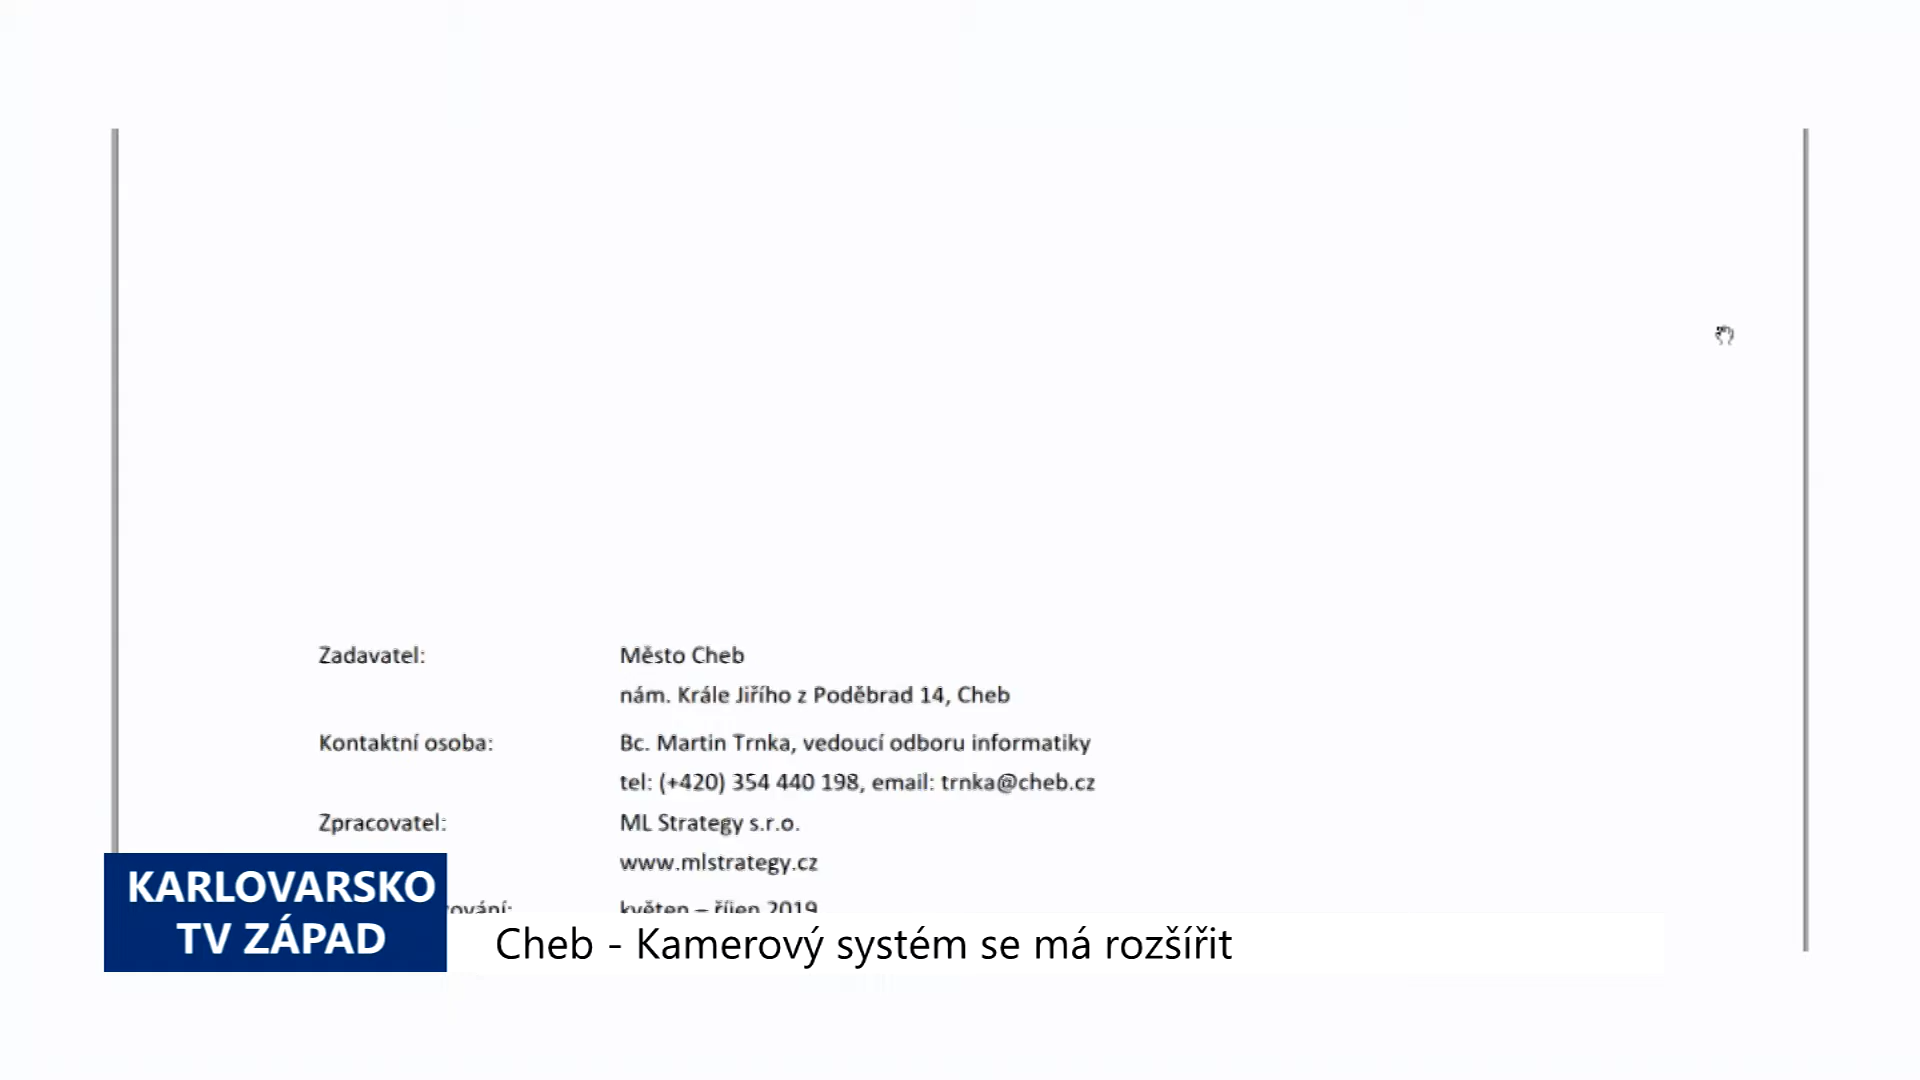 Zadavatel: Město Cheb
nám. Krále Jiřího z Poděbrad 14, Cheb
Kontaktní osoba: Bc. Martin Trnka, vedoucí odboru informatiky
tel: (+420) 354 440 198, email: trnka@cheb.cz
Zpracovatel: ML Strategy s.r.o.
www.mlstrategy.cz
květen – říjen 2019
KARLOVARSKO
TV ZÁPAD
Cheb - Kamerový systém se má rozšířit